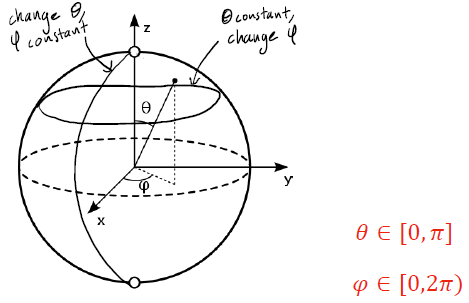 change θ,
φ constant
z
θ constant,
change φ
θ
y
φ
x
θ ∈ [0, π]
φ ∈ [0,2π)